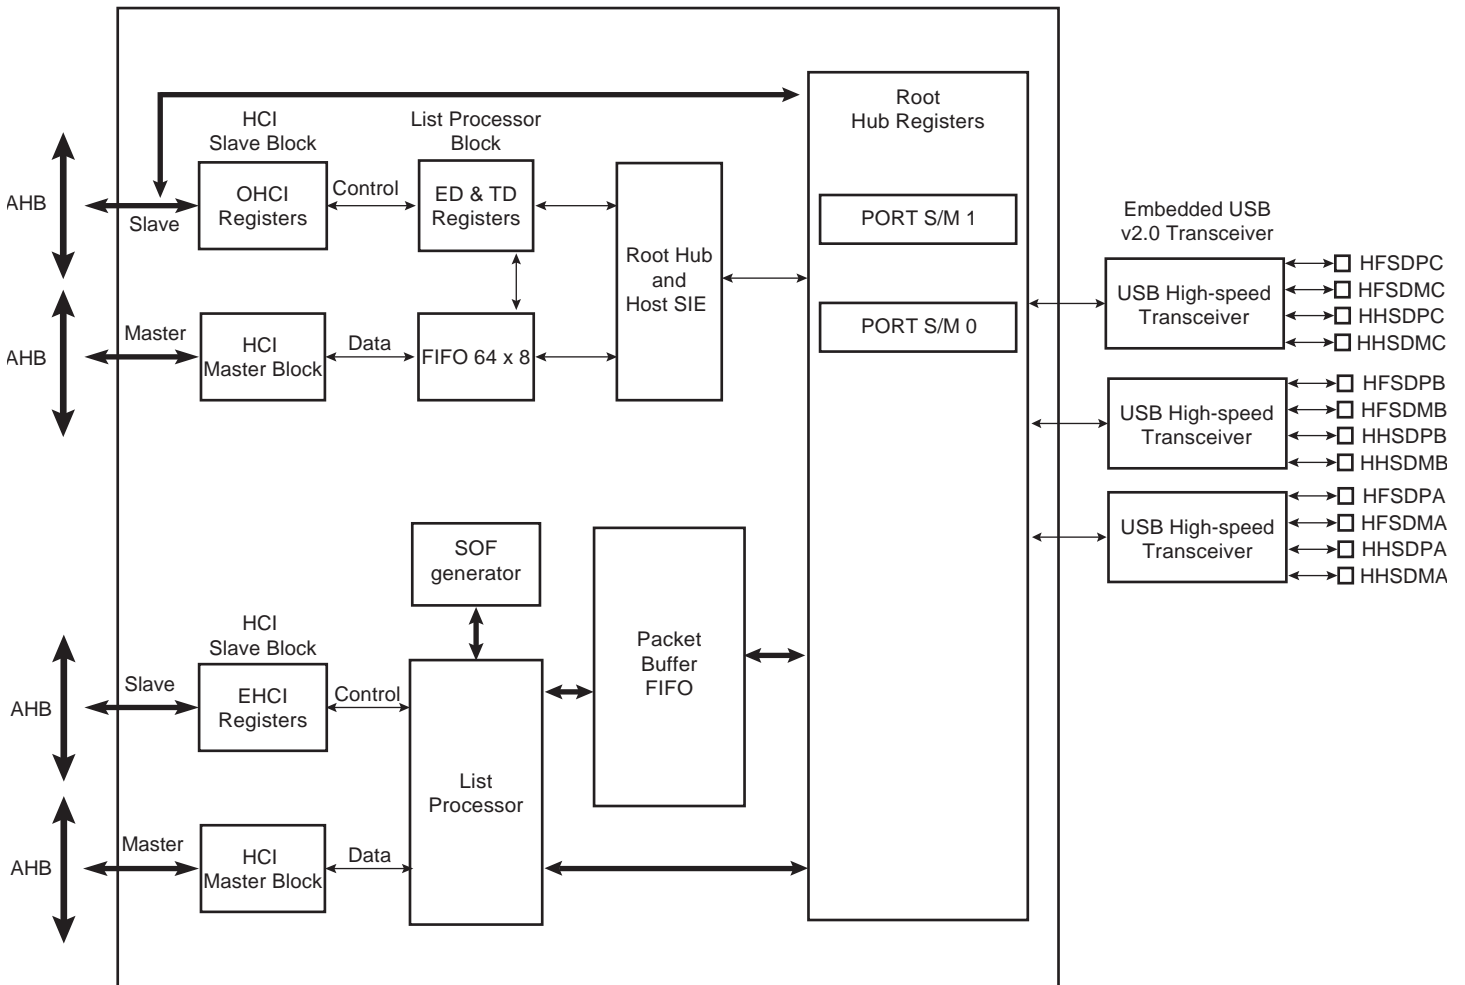 Root
Hub Registers
HCI
Slave Block
List Processor
Block
AHB
Slave
OHCI
Registers
Control
ED & TD
Registers
Root Hub
and
Host SIE
PORT S/M 1
PORT S/M 0
AHB
Master
HCI
Master Block
Data
FIFO 64 x 8
Embedded USB
v2.0 Transceiver
USB High-speed
Transceiver
HFSDPC
HFSDMC
HHSDPC
HHSDMC
USB High-speed
Transceiver
HFSDPB
HFSDMB
HHSDPB
HHSDMB
USB High-speed
Transceiver
HFSDPA
HFSDMA
HHSDPA
HHSDMA
SOF
generator
Packet
Buffer
FIFO
HCI
Slave Block
AHB
Slave
EHCI
Registers
Control
List
Processor
AHB
Master
HCI
Master Block
Data